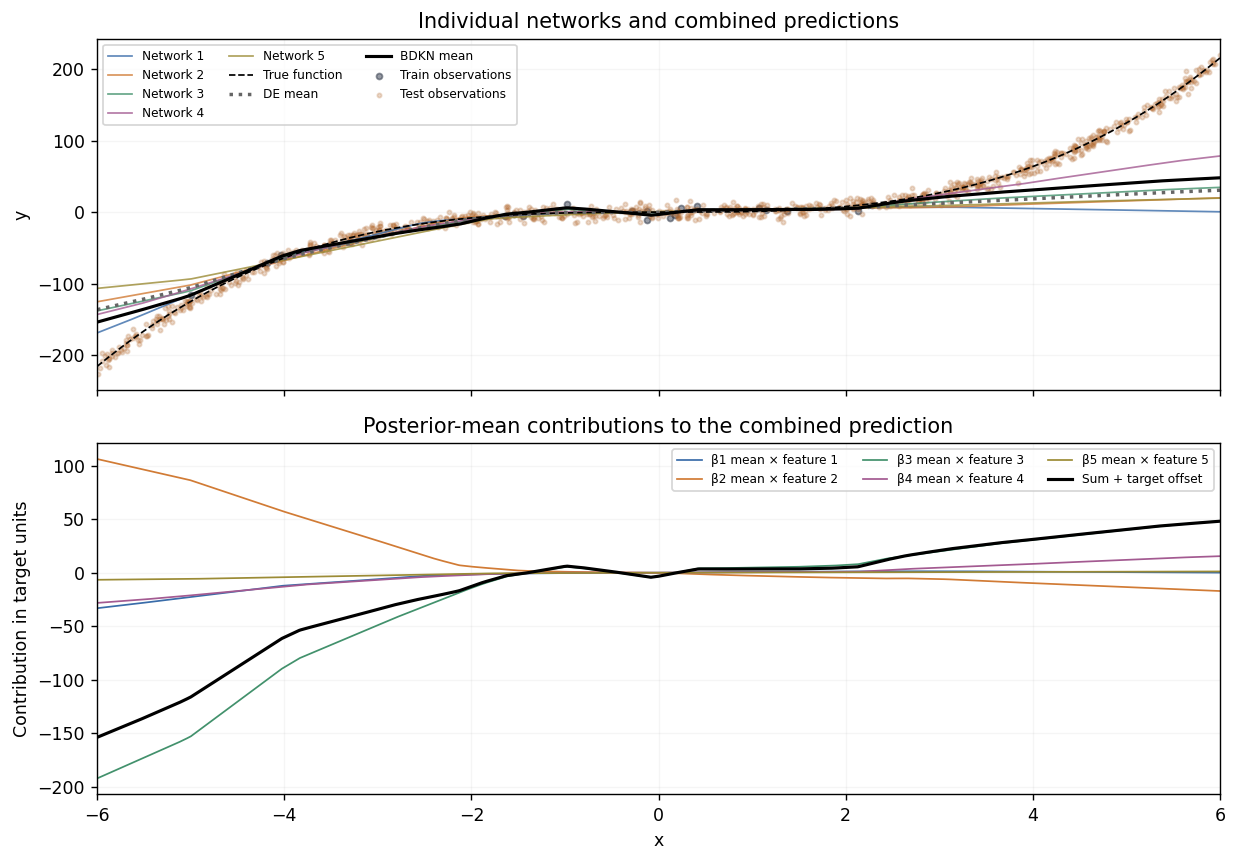 Individual networks and combined predictions
Network 1
Network 2
Network 3
Network 4
Network 5
True function
DE mean
BDKN mean
Train observations
Test observations
y
200
100
0
−100
−200
Posterior-mean contributions to the combined prediction
β1 mean × feature 1
β2 mean × feature 2
β3 mean × feature 3
β4 mean × feature 4
β5 mean × feature 5
Sum + target offset
Contribution in target units
100
50
0
−50
−100
−150
−200
−6 −4 −2 0 2 4 6
x